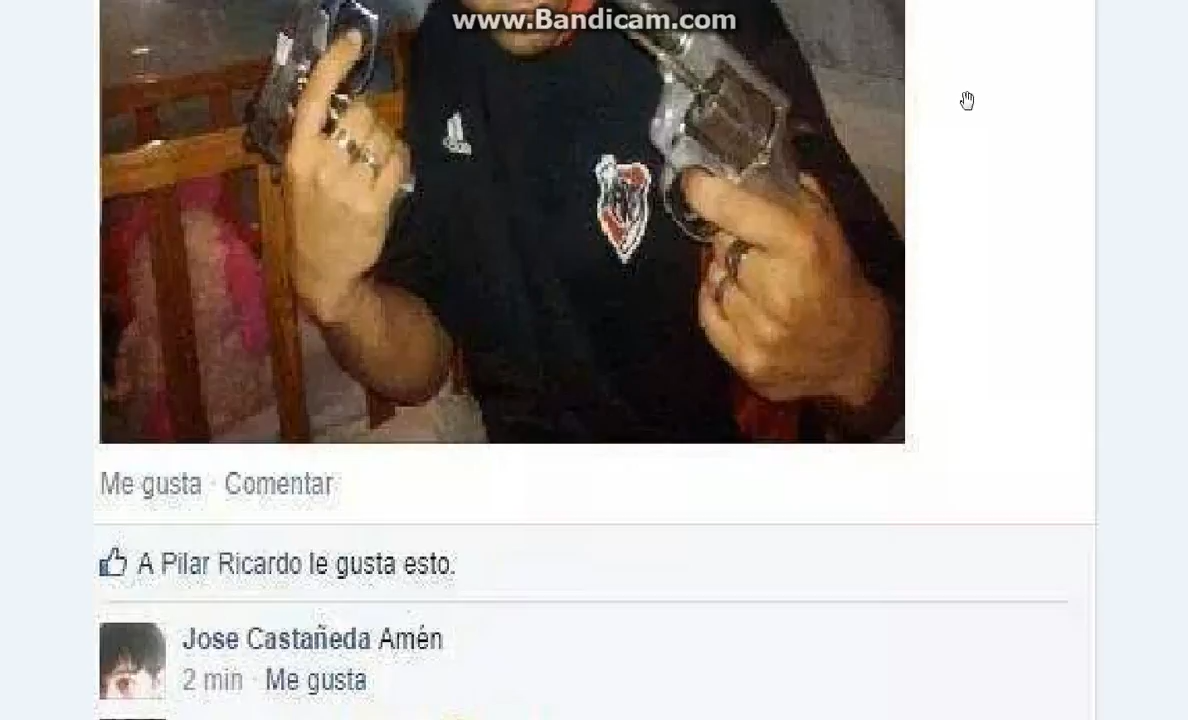 www.Bandicam.com
Me gusta · Comentar
A Pilar Ricardo le gusta esto.
Jose Castañeda Amén
2 min · Me gusta